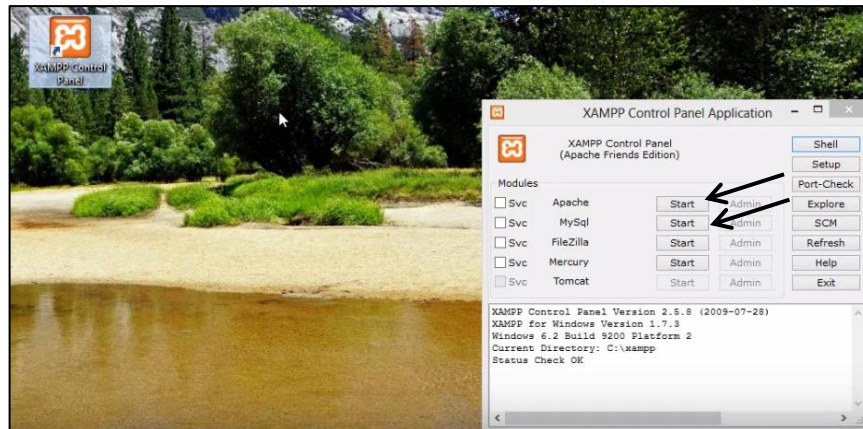 XAMPP Control
Panel
XAMPP Control Panel Application
XAMPP Control Panel
(Apache Friends Edition)
Shell
Setup
Port-Check
Explore
SCM
Refresh
Help
Exit
Modules
Svc Apache Start Admin
Svc MySql Start Admin
Svc FileZilla Start Admin
Svc Mercury Start Admin
Svc Tomcat Start Admin
XAMPP Control Panel Version 2.5.8 (2009-07-28)
XAMPP for Windows Version 1.7.3
Windows 6.2 Build 9200 Platform 2
Current Directory: C:\xampp
Status Check OK